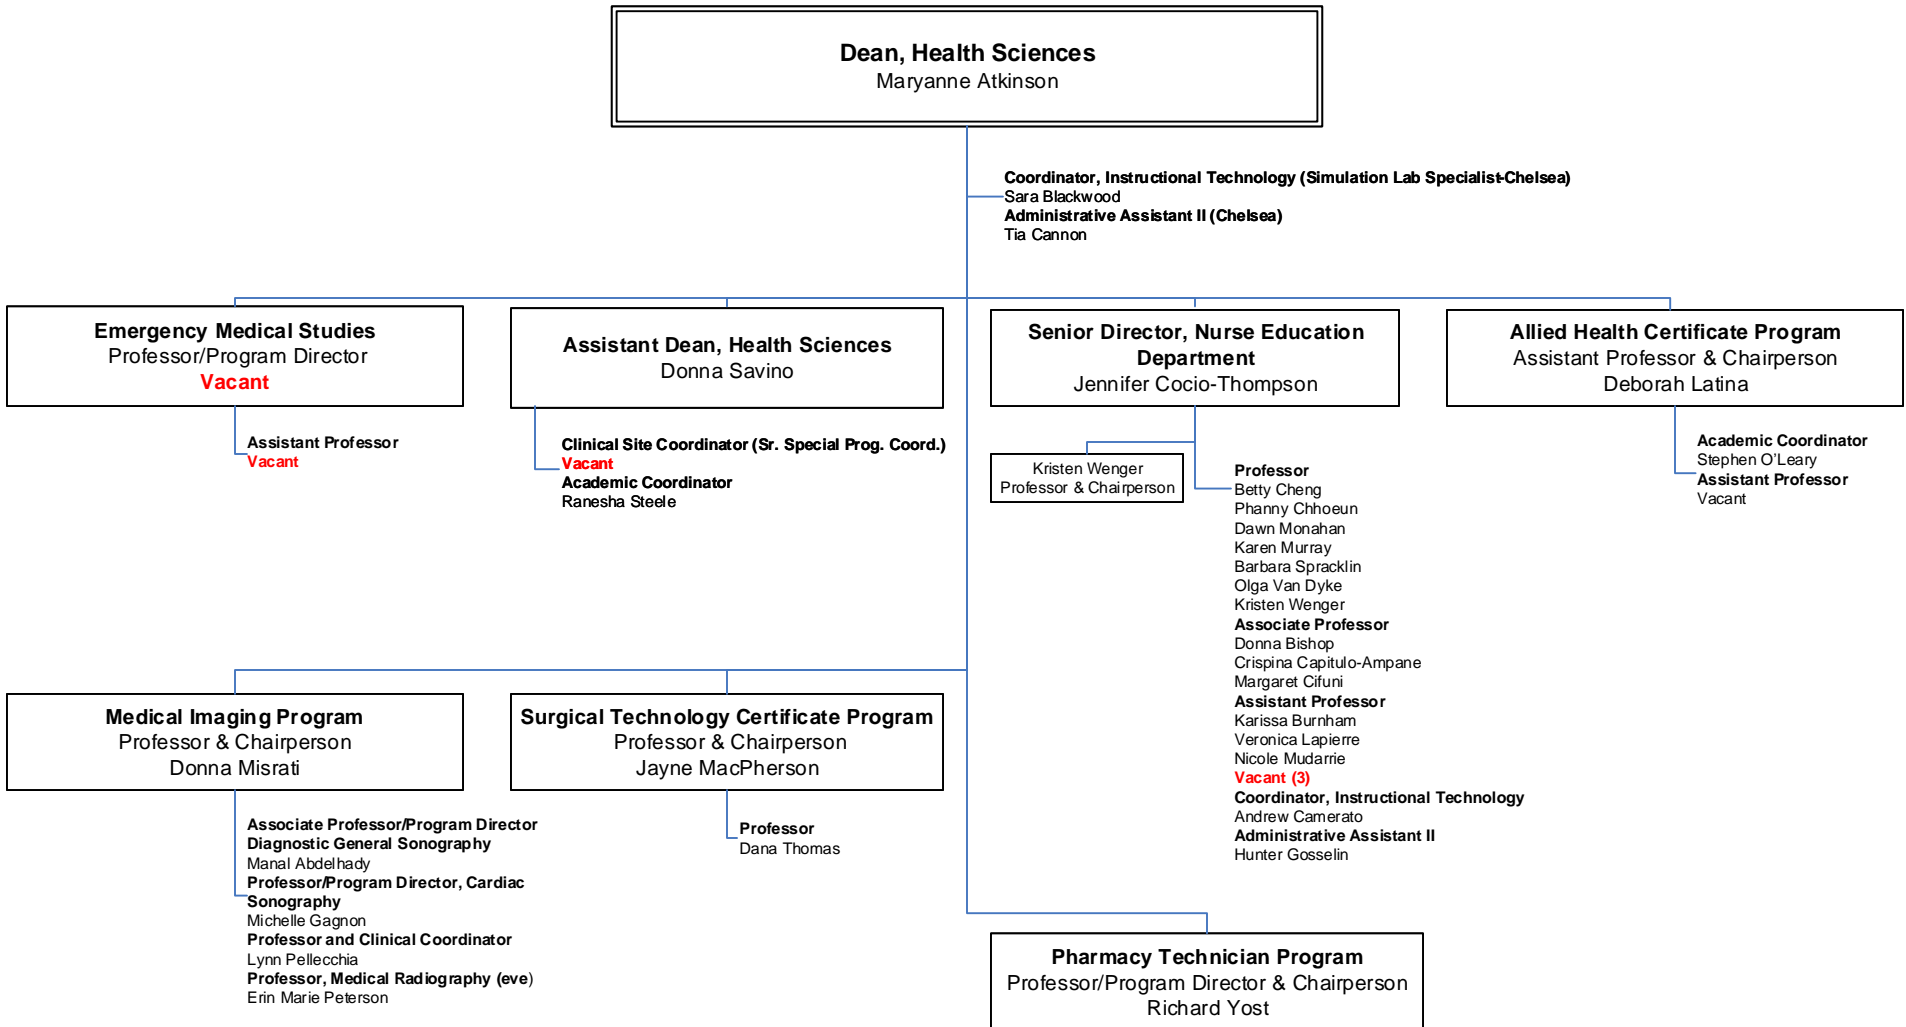 Dean, Health Sciences
Maryanne Atkinson
Coordinator, Instructional Technology (Simulation Lab Specialist-Chelsea)
Sara Blackwood
Administrative Assistant II (Chelsea)
Tia Cannon
Emergency Medical Studies
Professor/Program Director
Vacant
Assistant Professor
Vacant
Assistant Dean, Health Sciences
Donna Savino
Clinical Site Coordinator (Sr. Special Prog. Coord.)
Vacant
Academic Coordinator
Ranesha Steele
Senior Director, Nurse Education
Department
Jennifer Cocio-Thompson
Kristen Wenger
Professor & Chairperson
Professor
Betty Cheng
Phanny Chhoeun
Dawn Monahan
Karen Murray
Barbara Spracklin
Olga Van Dyke
Kristen Wenger
Associate Professor
Donna Bishop
Crispina Capitulo-Ampane
Margaret Cifuni
Assistant Professor
Karissa Burnham
Veronica Lapierre
Nicole Mudarrie
Vacant (3)
Coordinator, Instructional Technology
Andrew Camerato
Administrative Assistant II
Hunter Gosselin
Allied Health Certificate Program
Assistant Professor & Chairperson
Deborah Latina
Academic Coordinator
Stephen O'Leary
Assistant Professor
Vacant
Medical Imaging Program
Professor & Chairperson
Donna Misrati
Associate Professor/Program Director
Diagnostic General Sonography
Manal Abdelhady
Professor/Program Director, Cardiac
Sonography
Michelle Gagnon
Professor and Clinical Coordinator
Lynn Pellecchia
Professor, Medical Radiography (eve)
Erin Marie Peterson
Surgical Technology Certificate Program
Professor & Chairperson
Jayne MacPherson
Professor
Dana Thomas
Pharmacy Technician Program
Professor/Program Director & Chairperson
Richard Yost